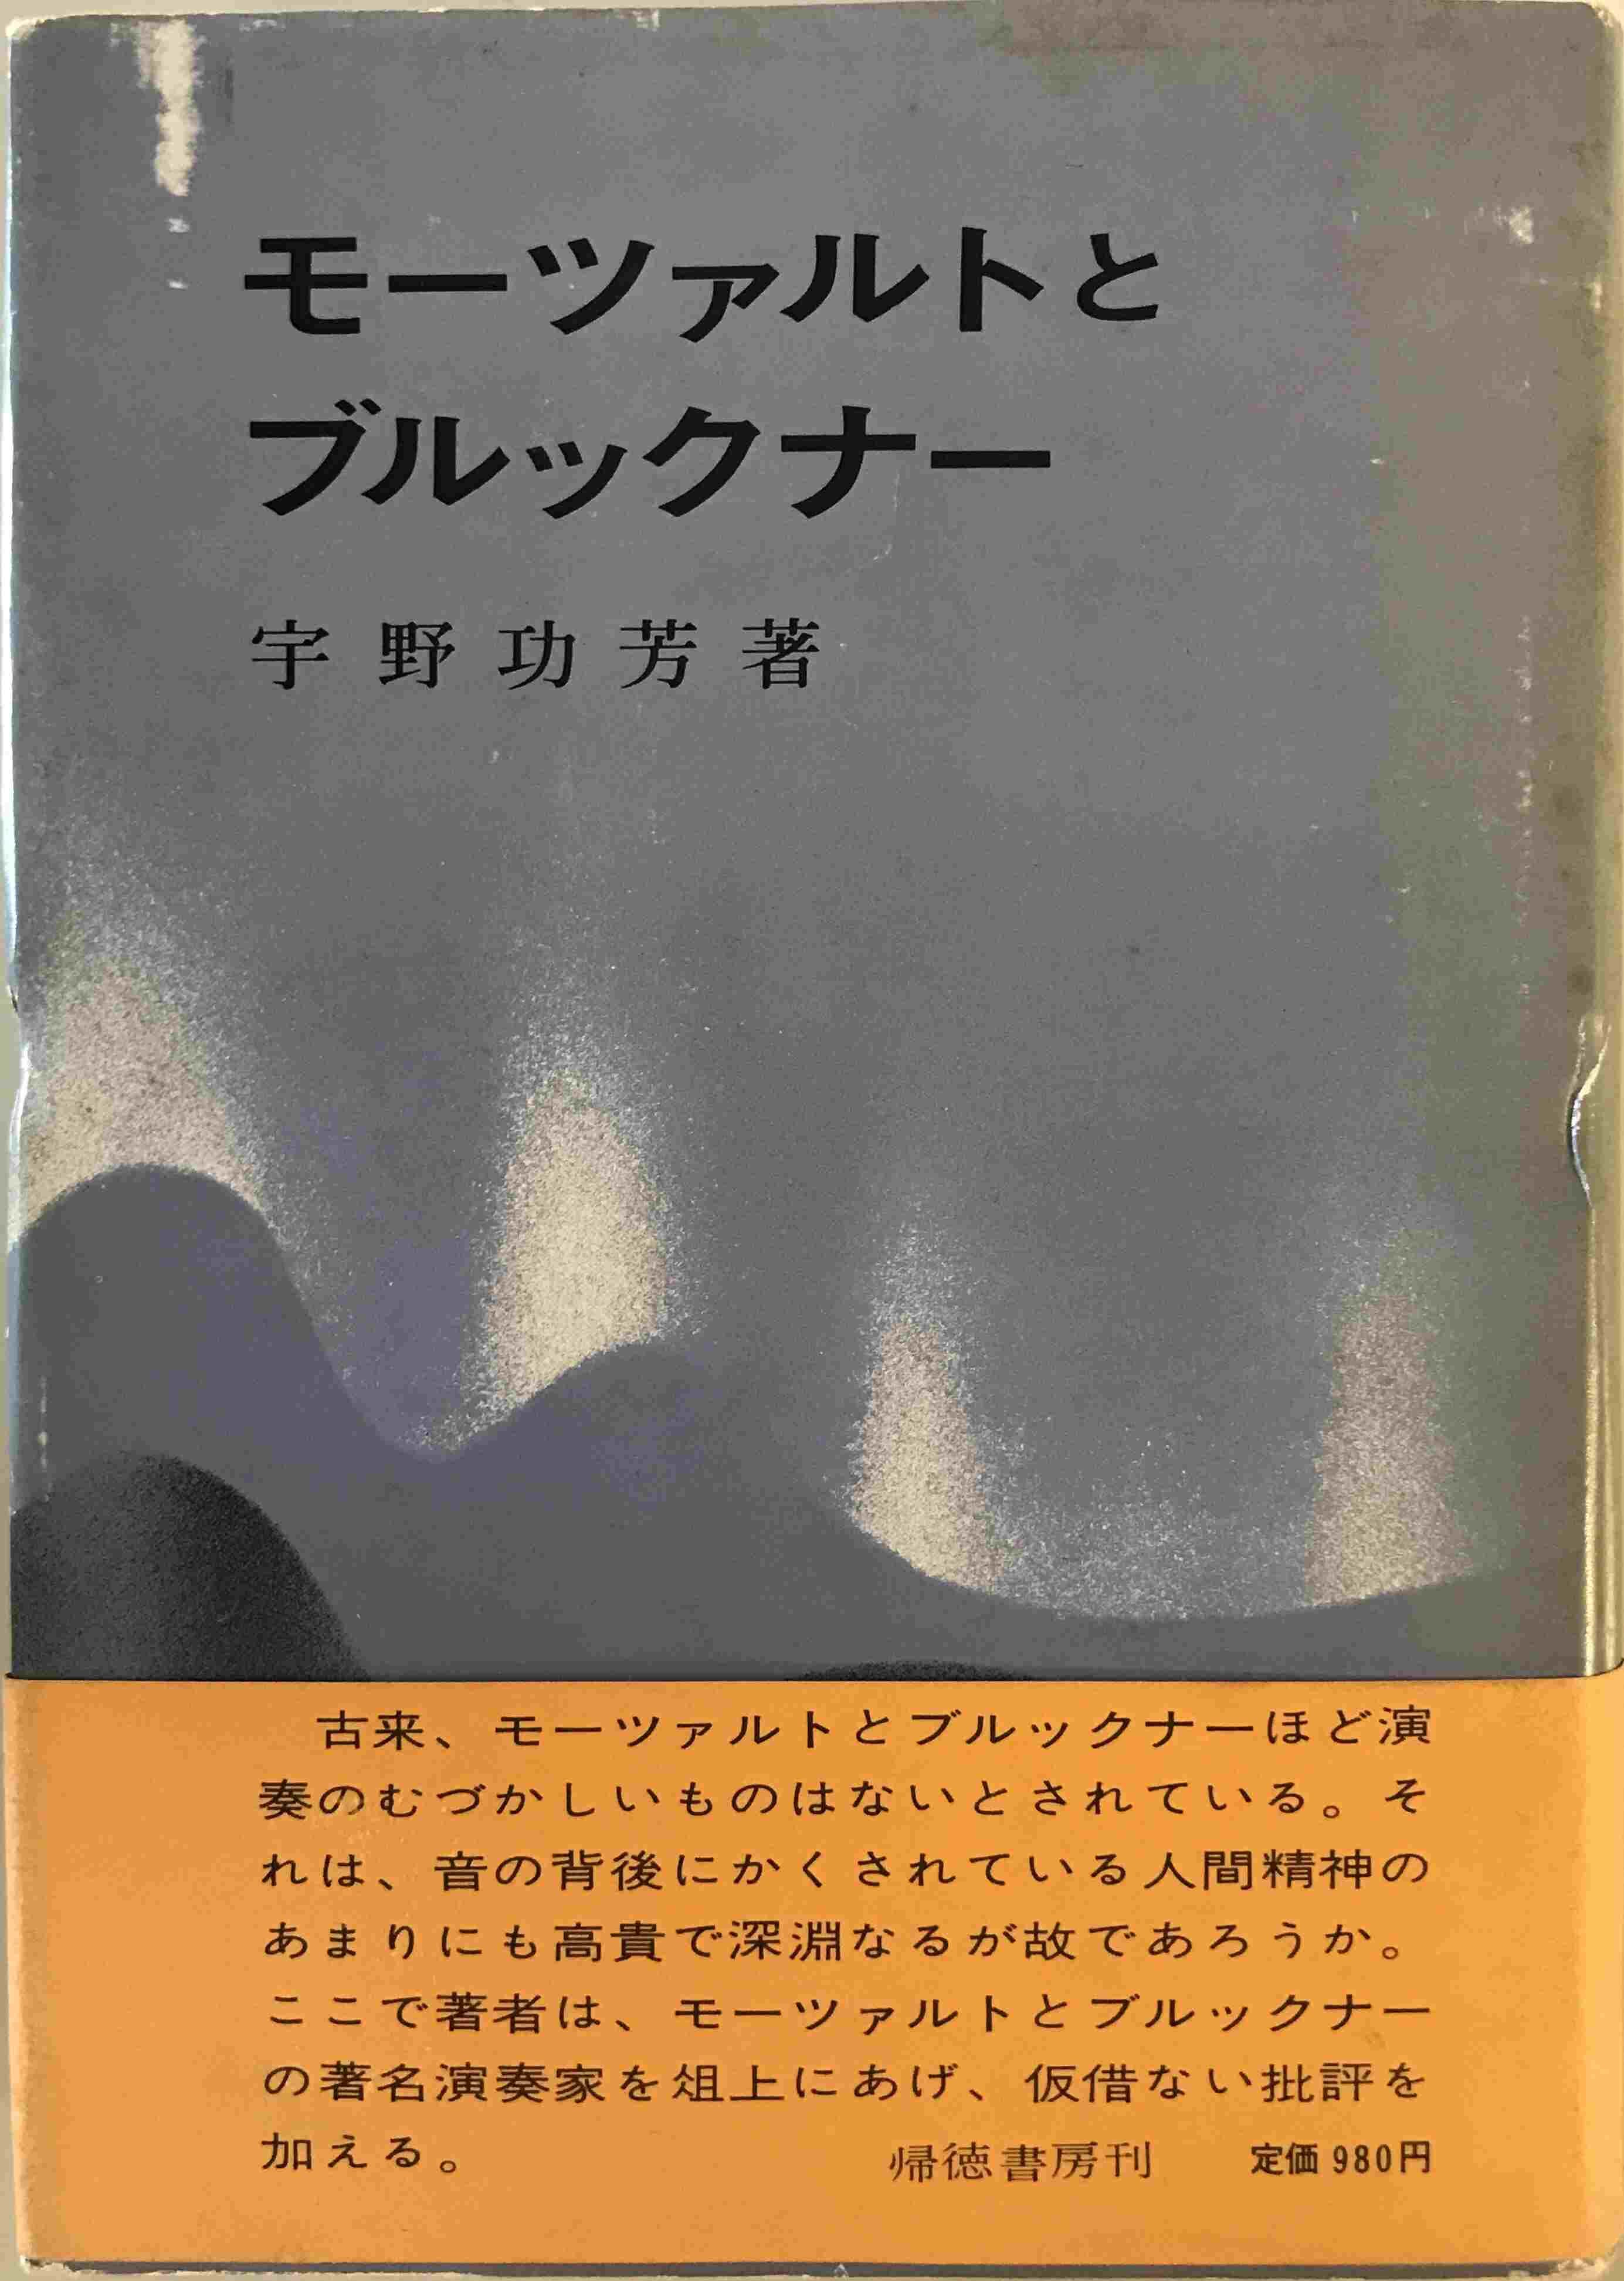 モーツァルトと
ブルックナー
宇野功芳著
古来、モーツァルトとブルックナーほど演
奏のむづかしいものはないとされている。そ
れは、音の背後にかくされている人間精神の
あまりにも高貴で深淵なるが故であろうか。
ここで著者は、モーツァルトとブルックナー
の著名演奏家を俎上にあげ、仮借ない批評を
加える。
帰徳書房刊 定価980円